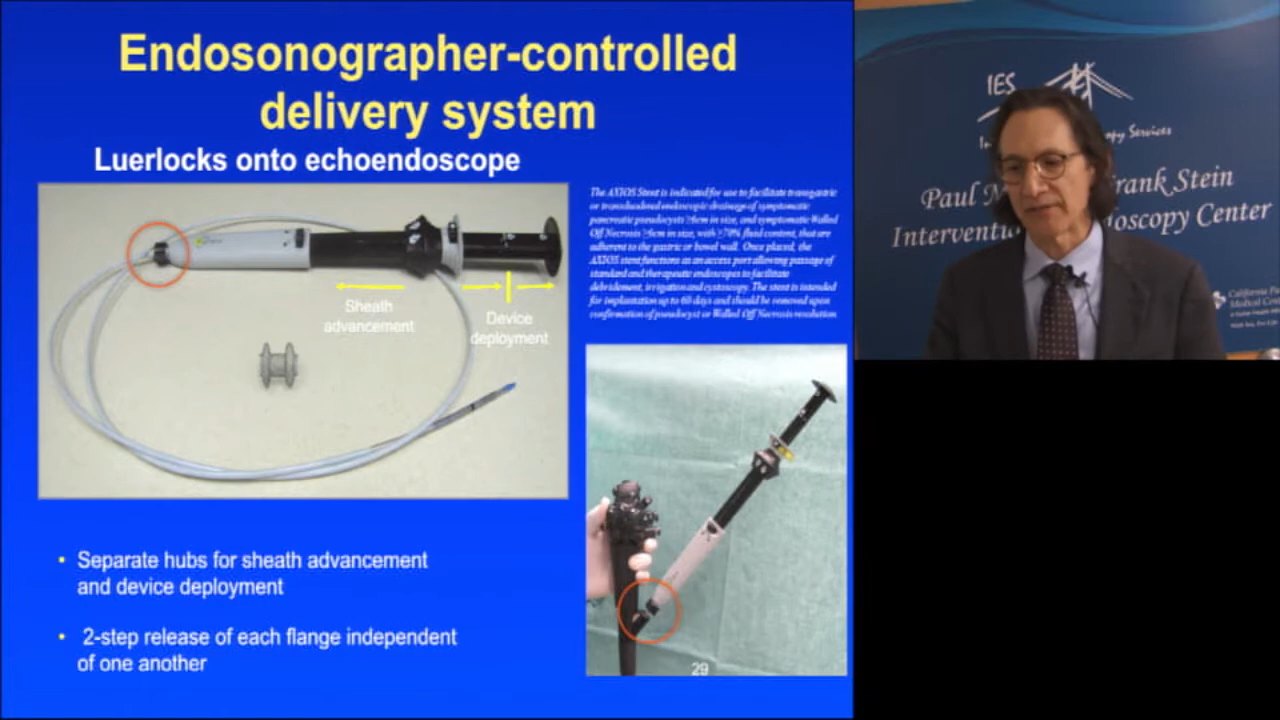 Endosonographer-controlled
delivery system
Luerlocks onto echoendoscope
The AXIOS Stent is indicated for use to facilitate transgastric
or transduodenal endoscopic drainage of symptomatic
pancreatic pseudocysts ≥6cm in size, and symptomatic Walled
Off Necrosis ≥6cm in size, with ≥70% fluid content, that are
adherent to the gastric or bowel wall. Once placed, the
AXIOS stent functions as an access port allowing passage of
standard and therapeutic endoscopes to facilitate
debridement, irrigation and cystoscopy. The stent is intended
for implantation up to 60 days and should be removed upon
confirmation of pseudocyst or Walled Off Necrosis resolution
Sheath
advancement
Device
deployment
• Separate hubs for sheath advancement
and device deployment
• 2-step release of each flange independent
of one another
29
IES
Services
Paul Frank Stein
Center
California
Medical